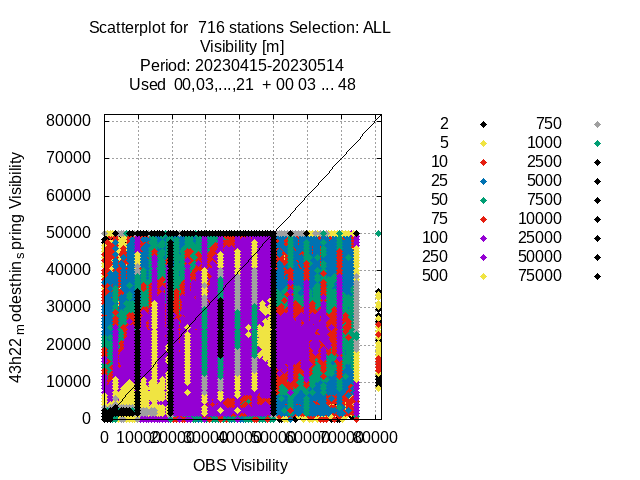 Scatterplot for 716 stations Selection: ALL
Visibility [m]
Period: 20230415-20230514
Used 00,03,...,21 + 00 03 ... 48
80000
70000
60000
50000
40000
30000
20000
10000
0
43h22 m odesthin s pring Visibility
0 10000 20000 30000 40000 50000 60000 70000 80000
OBS Visibility
2 750
5 1000
10 2500
25 5000
50 7500
75 10000
100 25000
250 50000
500 75000